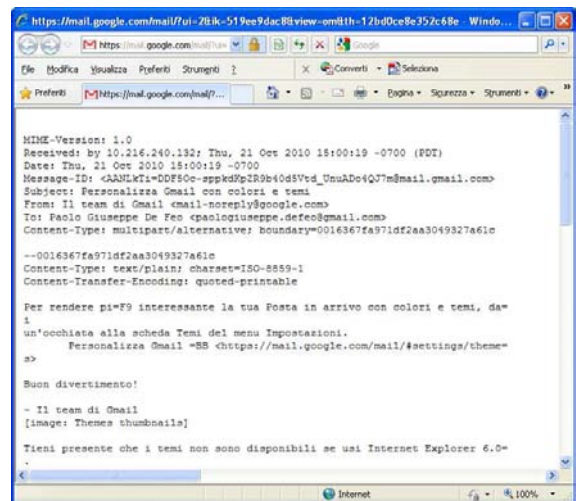 https://mail.google.com/mail/?ui=2&ik=519ee9dac8&view=om&th=12bd0ce8e352c68e - Windo...
https://mail.google.com/mail/?ui=
Google
File Modifica Visualizza Preferiti Strumenti ?
Converti
Seleziona
Preferiti
https://mail.google.com/mail/?...
Pagina
Sicurezza
Strumenti
MIME-Version: 1.0
Received: by 10.216.240.132; Thu, 21 Oct 2010 15:00:19 -0700 (PDT)
Date: Thu, 21 Oct 2010 15:00:19 -0700
Subject: Personalizza Gmail con colori e temi
From: Il team di Gmail <mail-noreply@google.com>
To: Paolo Giuseppe De Feo <paologiuseppe.defeo@gmail.com>
Content-Type: multipart/alternative; boundary=0016367fa971df2aa3049327a61c
--0016367fa971df2aa3049327a61c
Content-Type: text/plain; charset=ISO-8859-1
Content-Transfer-Encoding: quoted-printable
Per rendere pi=F9 interessante la tua Posta in arrivo con colori e temi, da=
i
un'occhiata alla scheda Temi del menu Impostazioni.
Personalizza Gmail =BB <https://mail.google.com/mail/#settings/theme=
s>
Buon divertimento!
- Il team di Gmail
[image: Themes thumbnails]
Tieni presente che i temi non sono disponibili se usi Internet Explorer 6.0=
.
Internet
100%